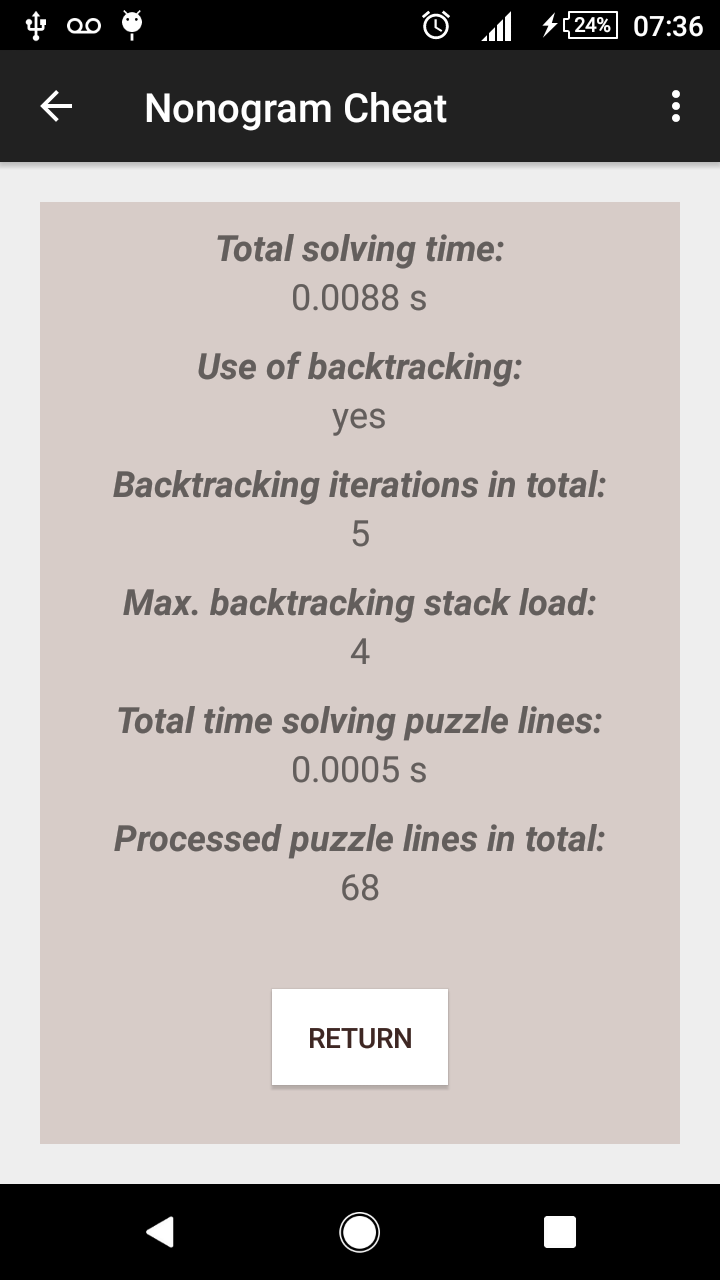 24% 07:36
Nonogram Cheat
Total solving time:
0.0088 s
Use of backtracking:
yes
Backtracking iterations in total:
5
Max. backtracking stack load:
4
Total time solving puzzle lines:
0.0005 s
Processed puzzle lines in total:
68
RETURN